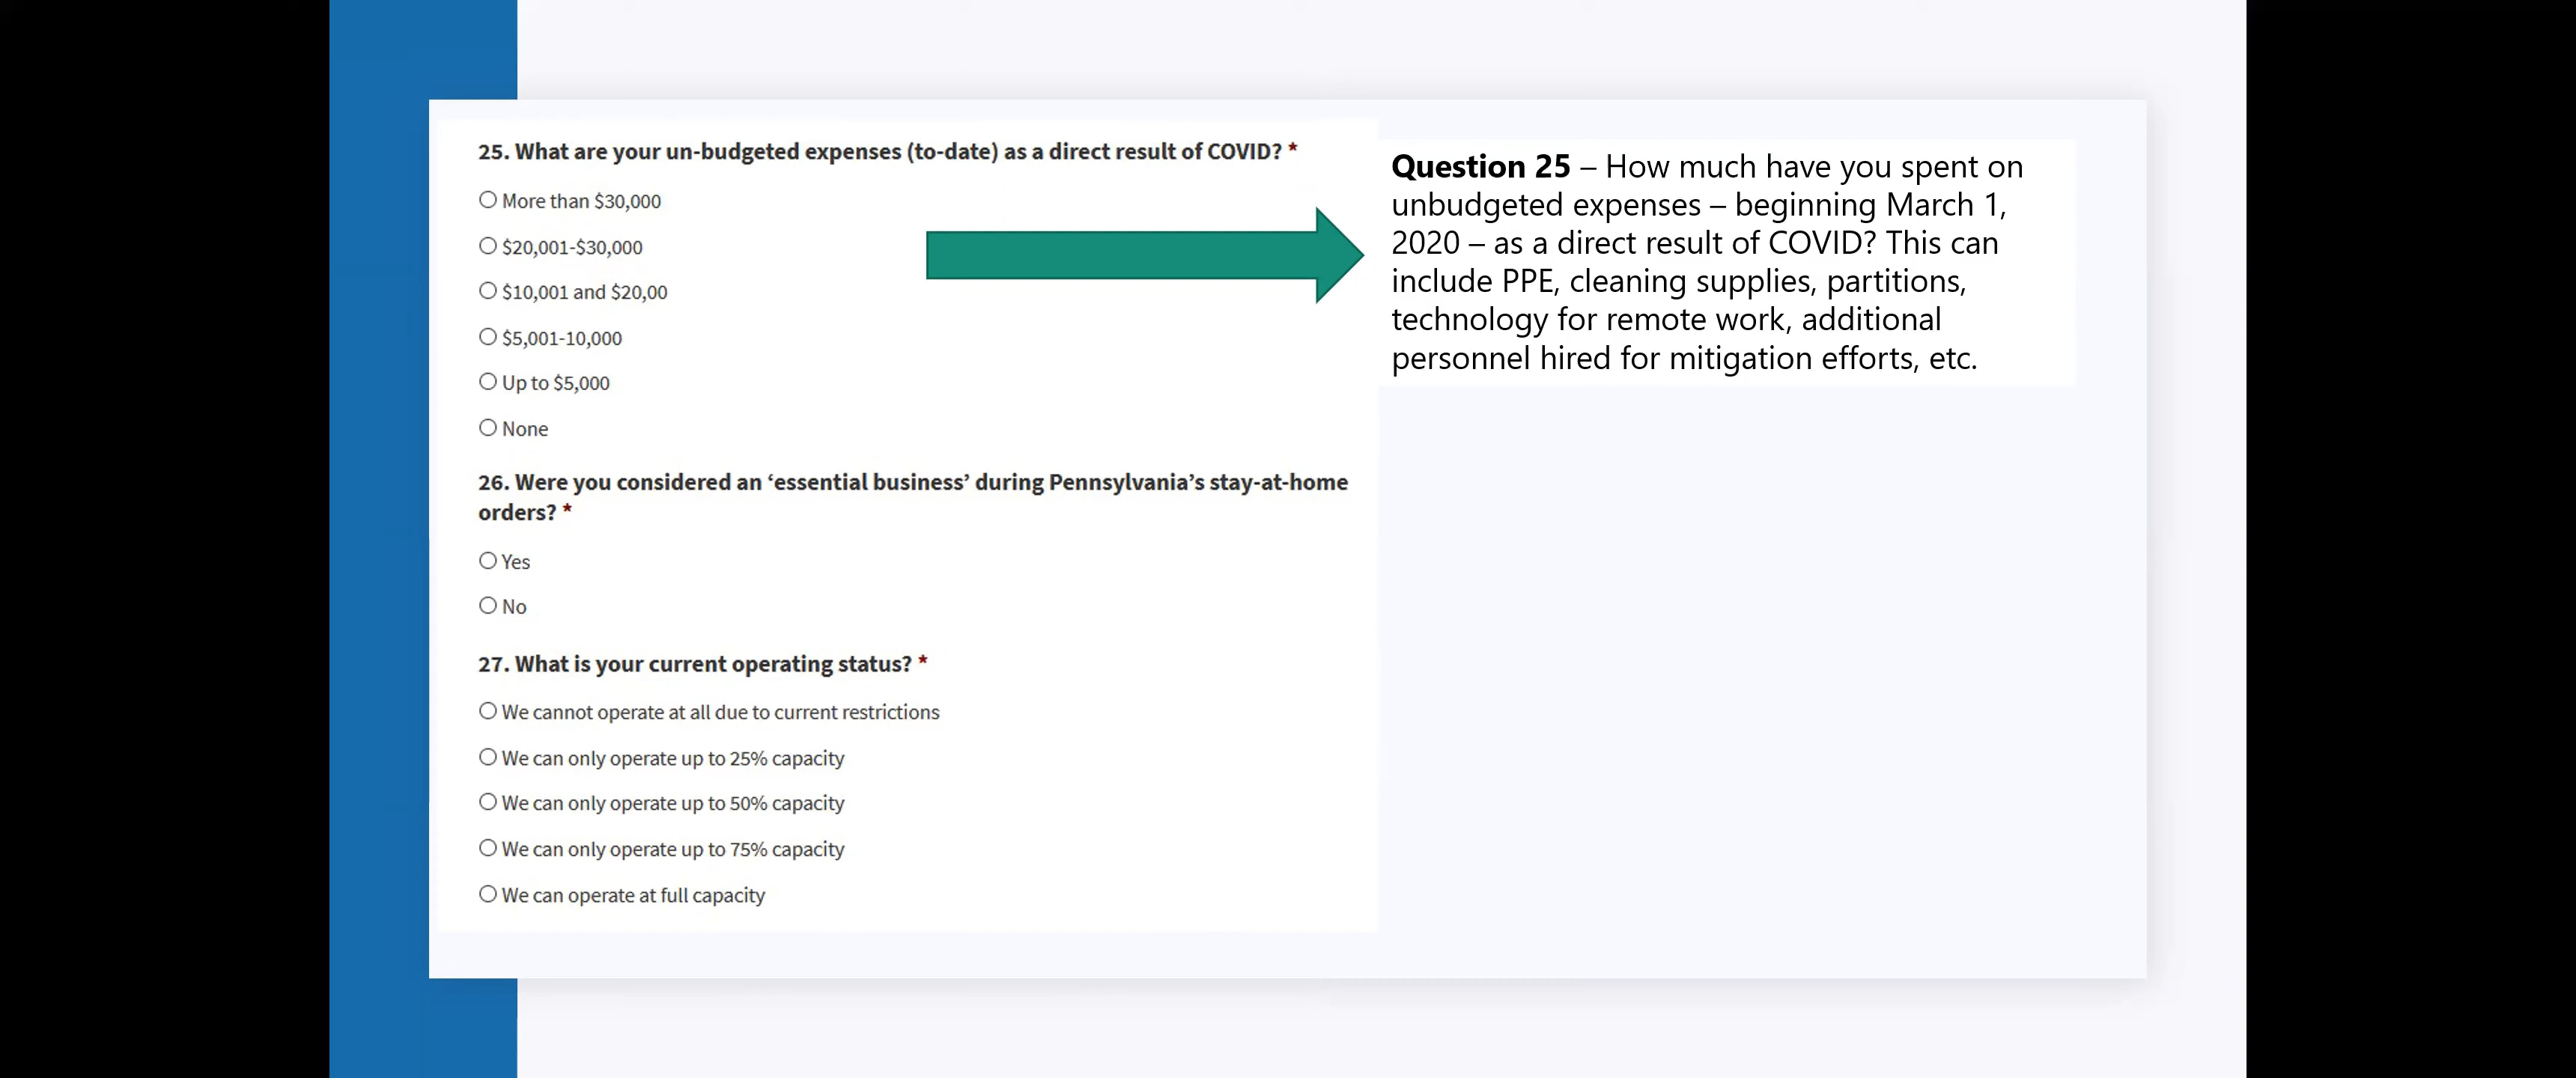 25. What are your un-budgeted expenses (to-date) as a direct result of COVID? *
More than $30,000
$20,001-$30,000
$10,001 and $20,00
$5,001-10,000
Up to $5,000
None
26. Were you considered an ‘essential business’ during Pennsylvania’s stay-at-home
orders? *
Yes
No
27. What is your current operating status? *
We cannot operate at all due to current restrictions
We can only operate up to 25% capacity
We can only operate up to 50% capacity
We can only operate up to 75% capacity
We can operate at full capacity
Question 25 – How much have you spent on
unbudgeted expenses – beginning March 1,
2020 – as a direct result of COVID? This can
include PPE, cleaning supplies, partitions,
technology for remote work, additional
personnel hired for mitigation efforts, etc.